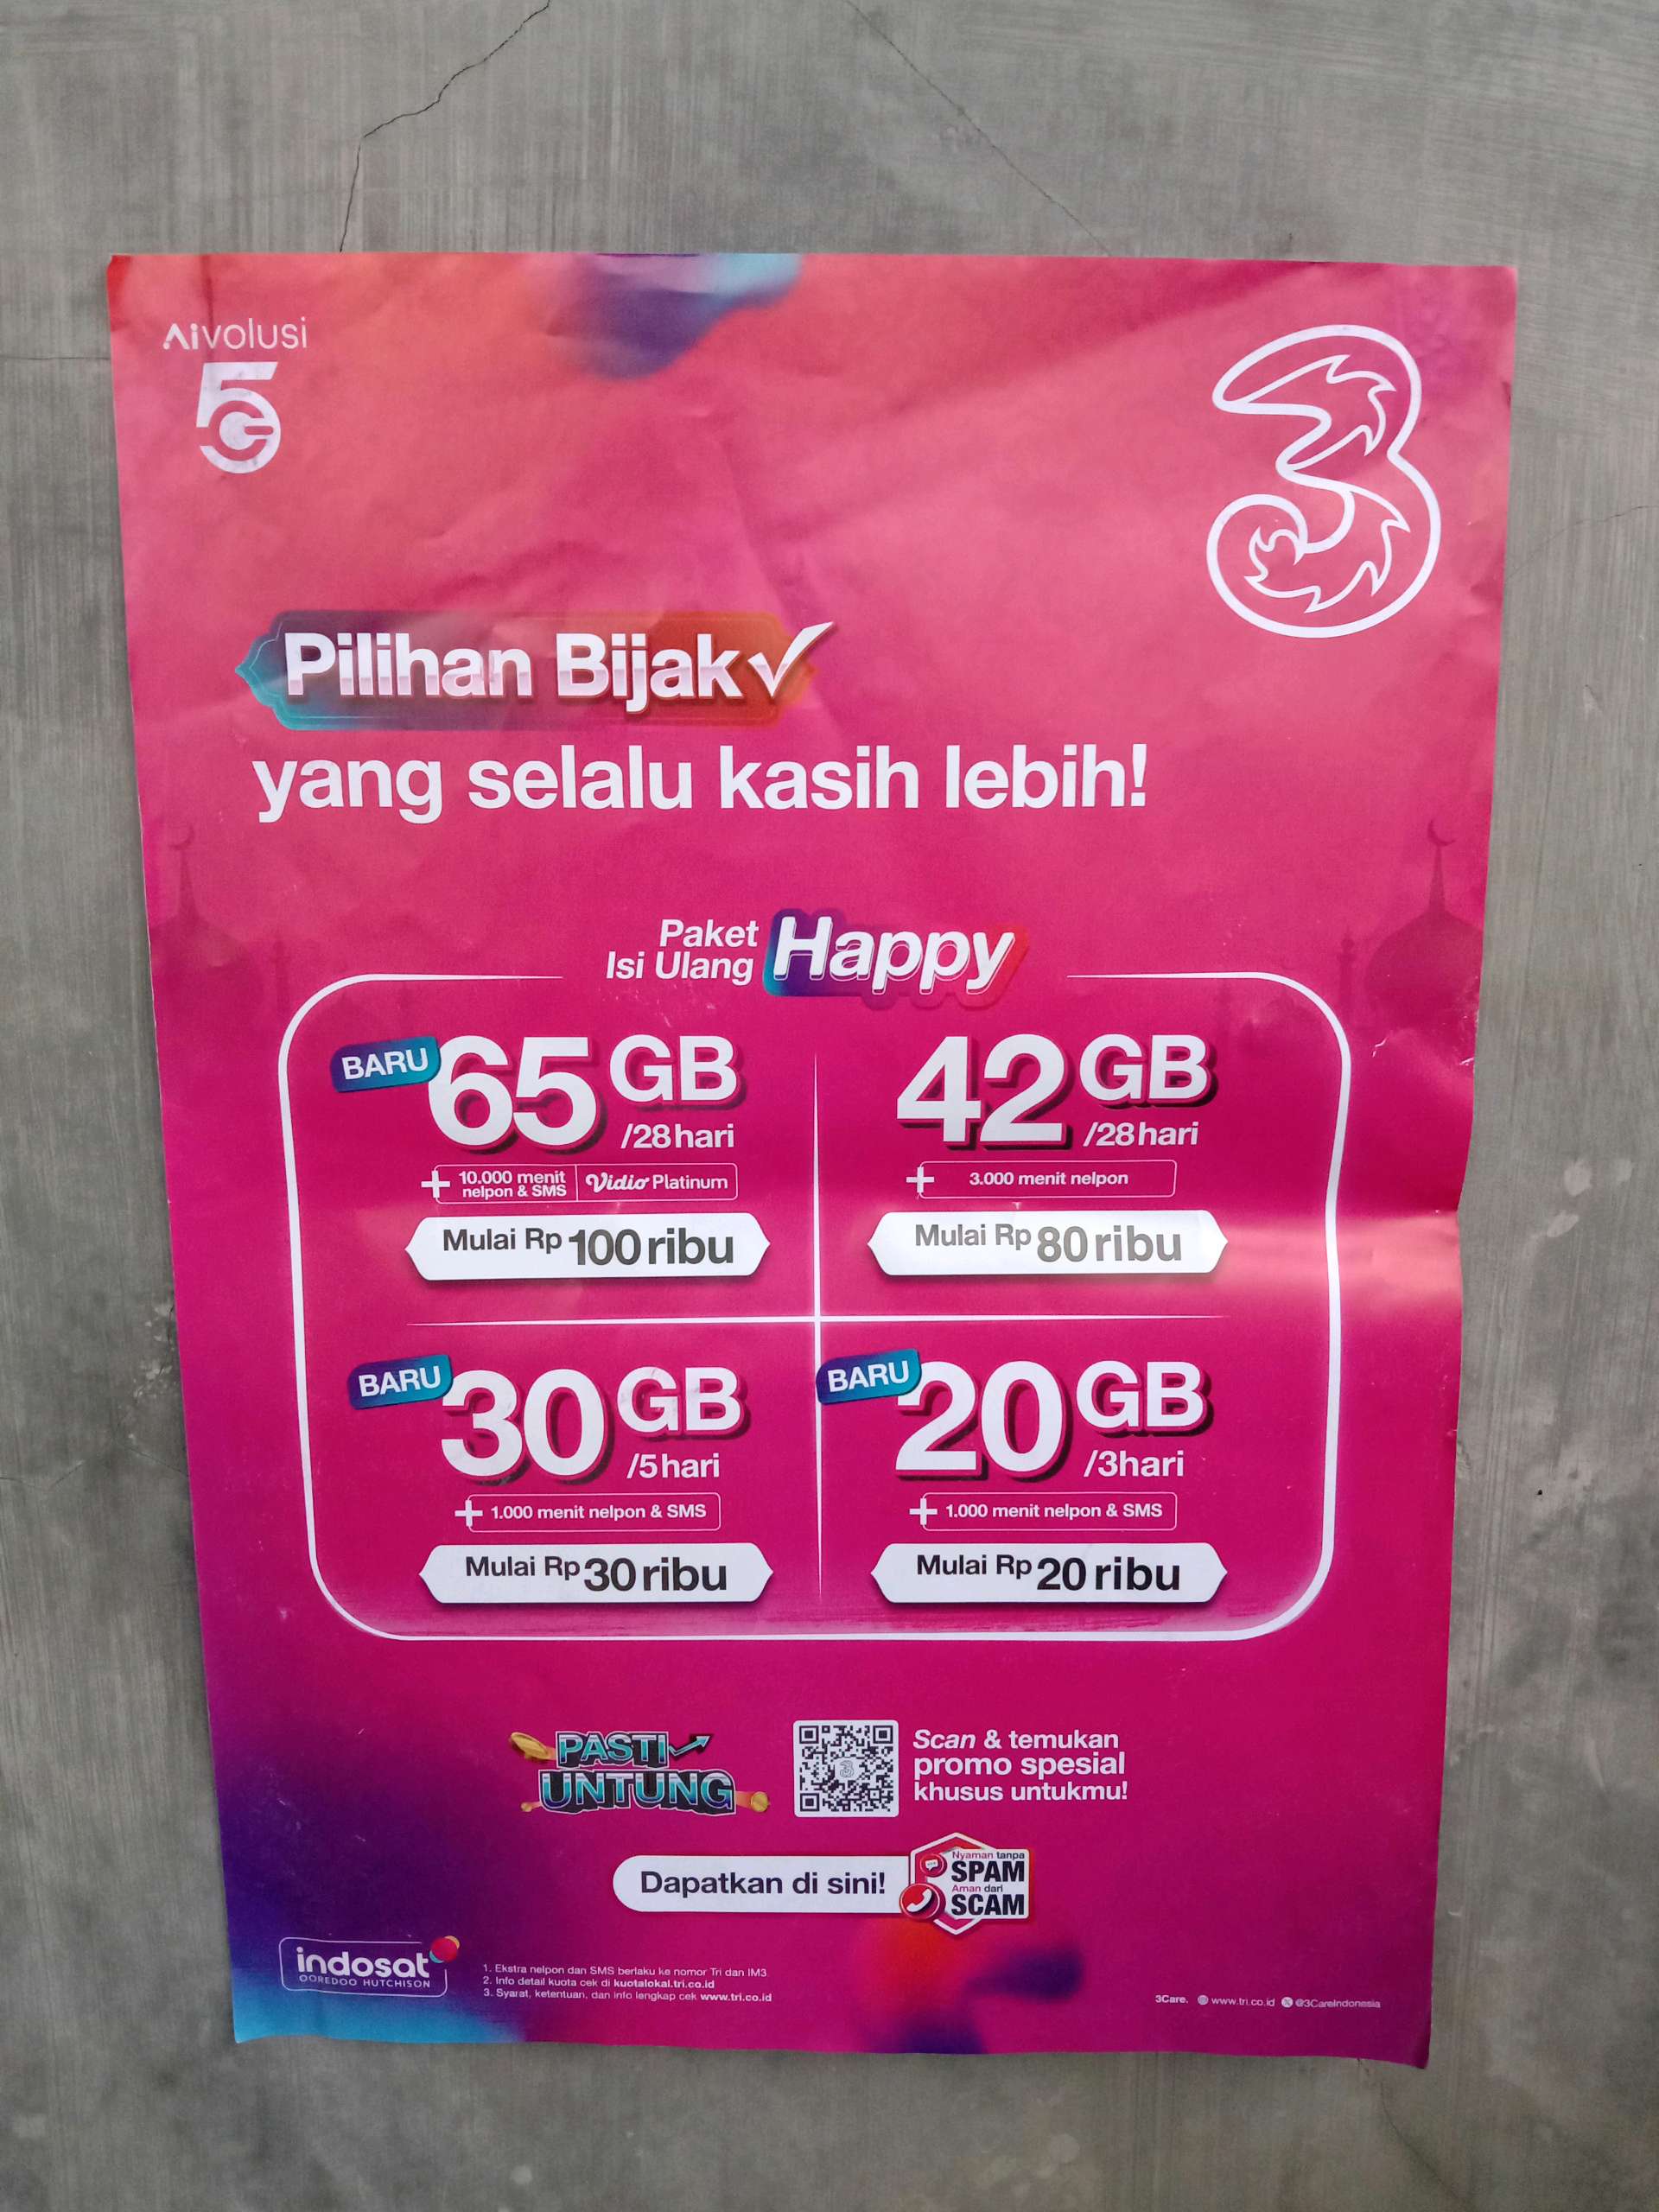 Aivolusi
5G
3
Pilihan Bijak✓
yang selalu kasih lebih!
Paket
Isi Ulang Happy
BARU
65 GB
/28 hari
+ 10.000 menit
nelpon & SMS
Vidio Platinum
Mulai Rp 100 ribu
42 GB
/28 hari
+ 3.000 menit nelpon
Mulai Rp 80 ribu
BARU
30 GB
/5 hari
+ 1.000 menit nelpon & SMS
Mulai Rp 30 ribu
BARU
20 GB
/3hari
+ 1.000 menit nelpon & SMS
Mulai Rp 20 ribu
PASTI
UNTUNG
Scan & temukan
promo spesial
khusus untukmu!
Dapatkan di sini!
Nyaman tanpa
SPAM
Aman dari
SCAM
indosat
OOREDOO HUTCHISON
1. Ekstra nelpon dan SMS berlaku ke nomor Tri dan IM3
2. Info detail kuota cek di kuotalokal.tri.co.id
3. Syarat, ketentuan, dan info lengkap cek www.tri.co.id
3Care. www.tri.co.id @3CareIndonesia